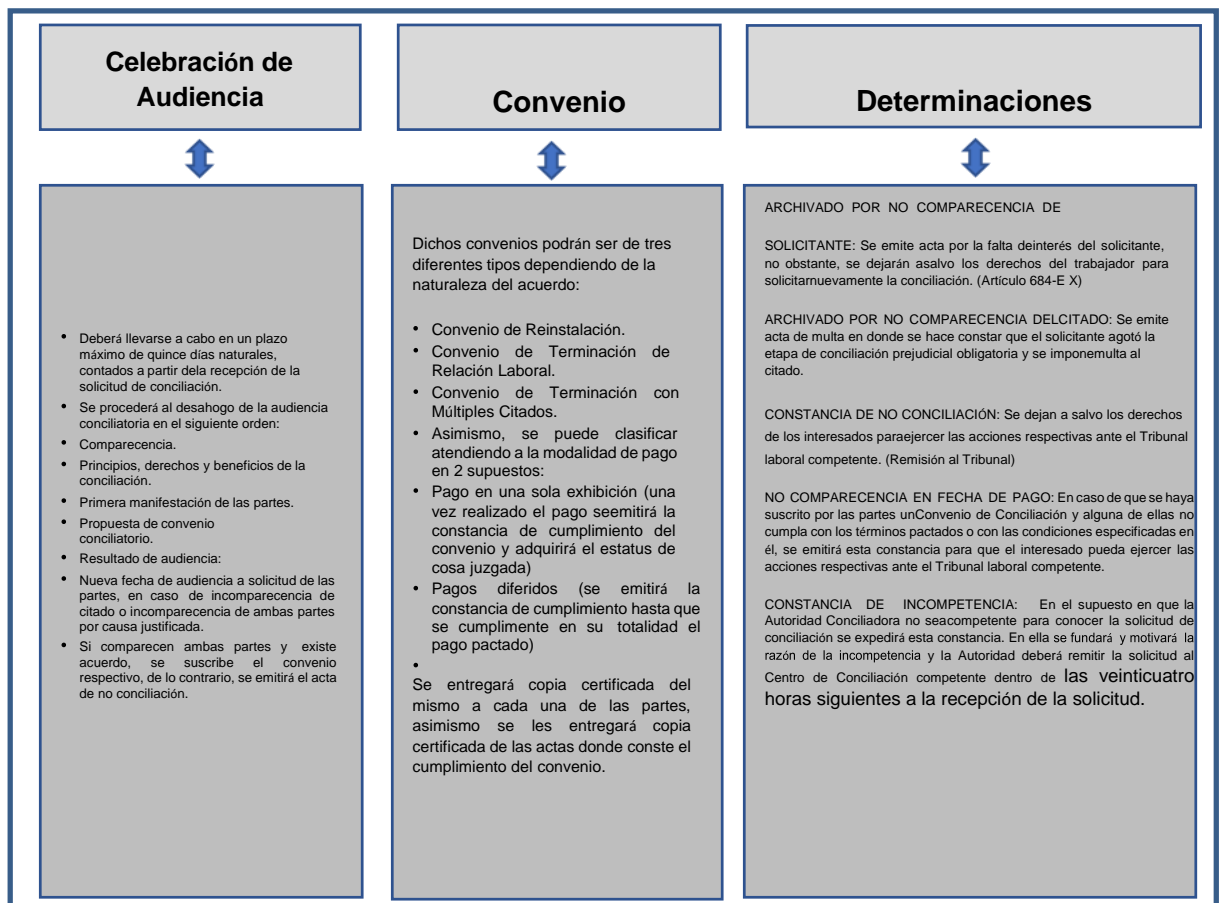 Celebración de
Audiencia
Convenio
Determinaciones
• Deberá llevarse a cabo en un plazo
máximo de quince días naturales,
contados a partir dela recepción de la
solicitud de conciliación.
• Se procederá al desahogo de la audiencia
conciliatoria en el siguiente orden:
• Comparecencia.
• Principios, derechos y beneficios de la
conciliación.
• Primera manifestación de las partes.
• Propuesta de convenio
conciliatorio.
• Resultado de audiencia:
• Nueva fecha de audiencia a solicitud de las
partes, en caso de incomparecencia de
citado o incomparecencia de ambas partes
por causa justificada.
• Si comparecen ambas partes y existe
acuerdo, se suscribe el convenio
respectivo, de lo contrario, se emitirá el acta
de no conciliación.
Dichos convenios podrán ser de tres
diferentes tipos dependiendo de la
naturaleza del acuerdo:
• Convenio de Reinstalación.
• Convenio de Terminación de
Relación Laboral.
• Convenio de Terminación con
Múltiples Citados.
• Asimismo, se puede clasificar
atendiendo a la modalidad de pago
en 2 supuestos:
• Pago en una sola exhibición (una
vez realizado el pago seemitirá la
constancia de cumplimiento del
convenio y adquirirá el estatus de
cosa juzgada)
• Pagos diferidos (se emitirá la
constancia de cumplimiento hasta que
se cumplimente en su totalidad el
pago pactado)
•
Se entregará copia certificada del
mismo a cada una de las partes,
asimismo se les entregará copia
certificada de las actas donde conste el
cumplimiento del convenio.
ARCHIVADO POR NO COMPARECENCIA DE
SOLICITANTE: Se emite acta por la falta deinterés del solicitante,
no obstante, se dejarán asalvo los derechos del trabajador para
solicitarnuevamente la conciliación. (Artículo 684-E X)
ARCHIVADO POR NO COMPARECENCIA DELCITADO: Se emite
acta de multa en donde se hace constar que el solicitante agotó la
etapa de conciliación prejudicial obligatoria y se imponemulta al
citado.
CONSTANCIA DE NO CONCILIACIÓN: Se dejan a salvo los derechos
de los interesados paraejercer las acciones respectivas ante el Tribunal
laboral competente. (Remisión al Tribunal)
NO COMPARECENCIA EN FECHA DE PAGO: En caso de que se haya
suscrito por las partes unConvenio de Conciliación y alguna de ellas no
cumpla con los términos pactados o con las condiciones especificadas en
él, se emitirá esta constancia para que el interesado pueda ejercer las
acciones respectivas ante el Tribunal laboral competente.
CONSTANCIA DE INCOMPETENCIA: En el supuesto en que la
Autoridad Conciliadora no seacompetente para conocer la solicitud de
conciliación se expedirá esta constancia. En ella se fundará y motivará la
razón de la incompetencia y la Autoridad deberá remitir la solicitud al
Centro de Conciliación competente dentro de las veinticuatro
horas siguientes a la recepción de la solicitud.